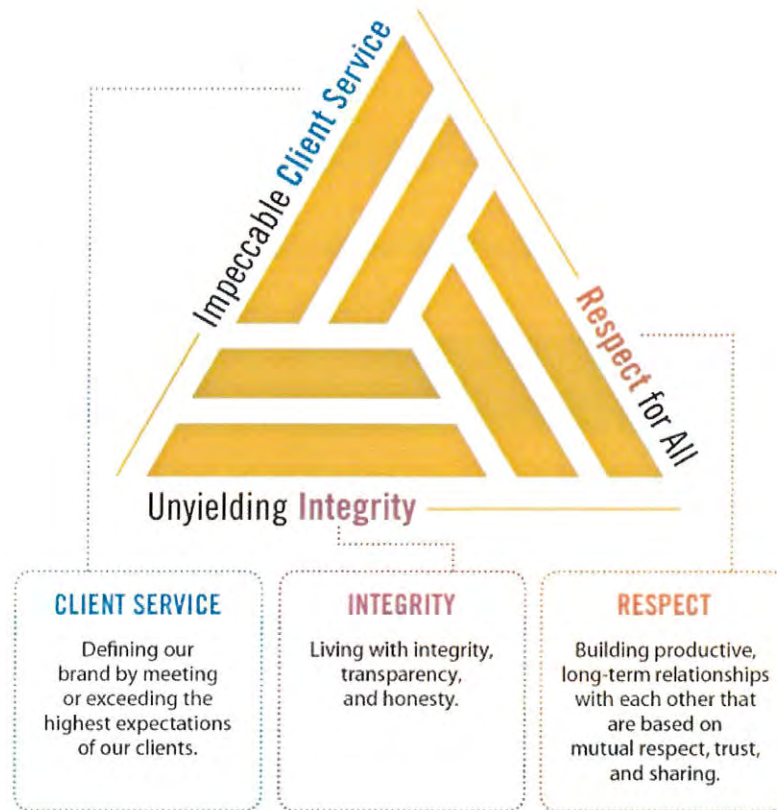 Impeccable Client Service
Respect for All
Unyielding Integrity
CLIENT SERVICE
Defining our
brand by meeting
or exceeding the
highest expectations
of our clients.
INTEGRITY
Living with integrity,
transparency,
and honesty.
RESPECT
Building productive,
long-term relationships
with each other that
are based on
mutual respect, trust,
and sharing.